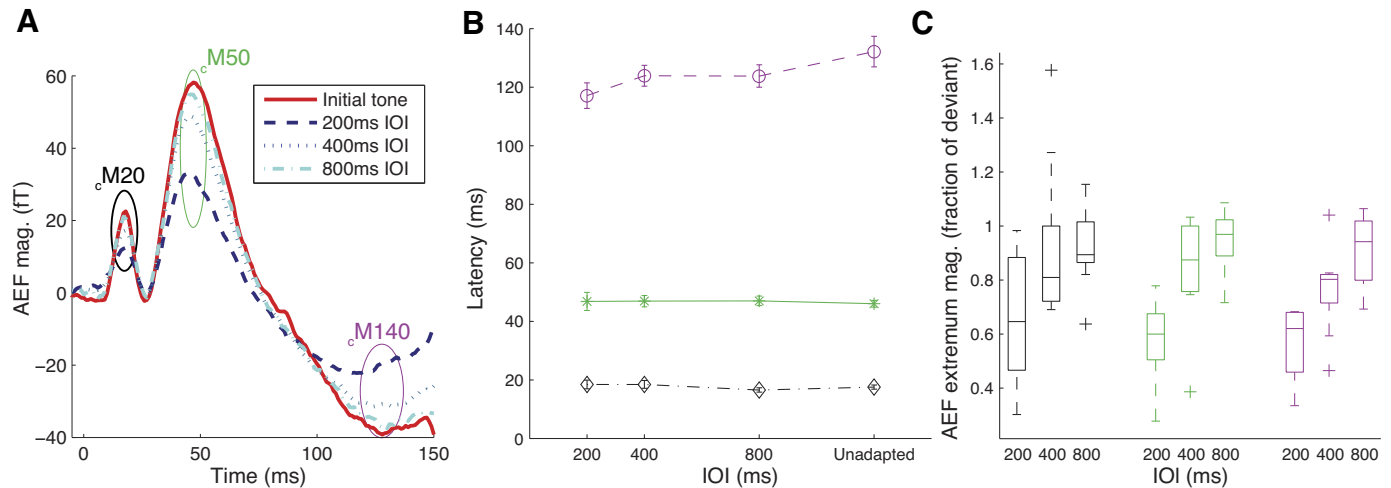 A
AEF mag. (fT)
60
40
20
0
−20
−40
0
50
100
150
Time (ms)
cM20
cM50
cM140
Initial tone
200ms IOI
400ms IOI
800ms IOI
B
Latency (ms)
140
120
100
80
60
40
20
0
200
400
800
Unadapted
IOI (ms)
C
AEF extremum mag. (fraction of deviant)
1.6
1.4
1.2
1
0.8
0.6
0.4
200 400 800 200 400 800 200 400 800
IOI (ms)